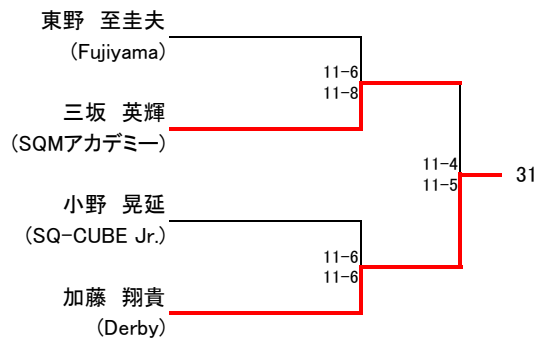 東野　至圭夫
(Fujiyama)
11-6
11-8
三坂　英輝
(SQMアカデミー)
11-4
11-5
31
小野　晃延
(SQ-CUBE Jr.)
11-6
11-6
加藤　翔貴
(Derby)